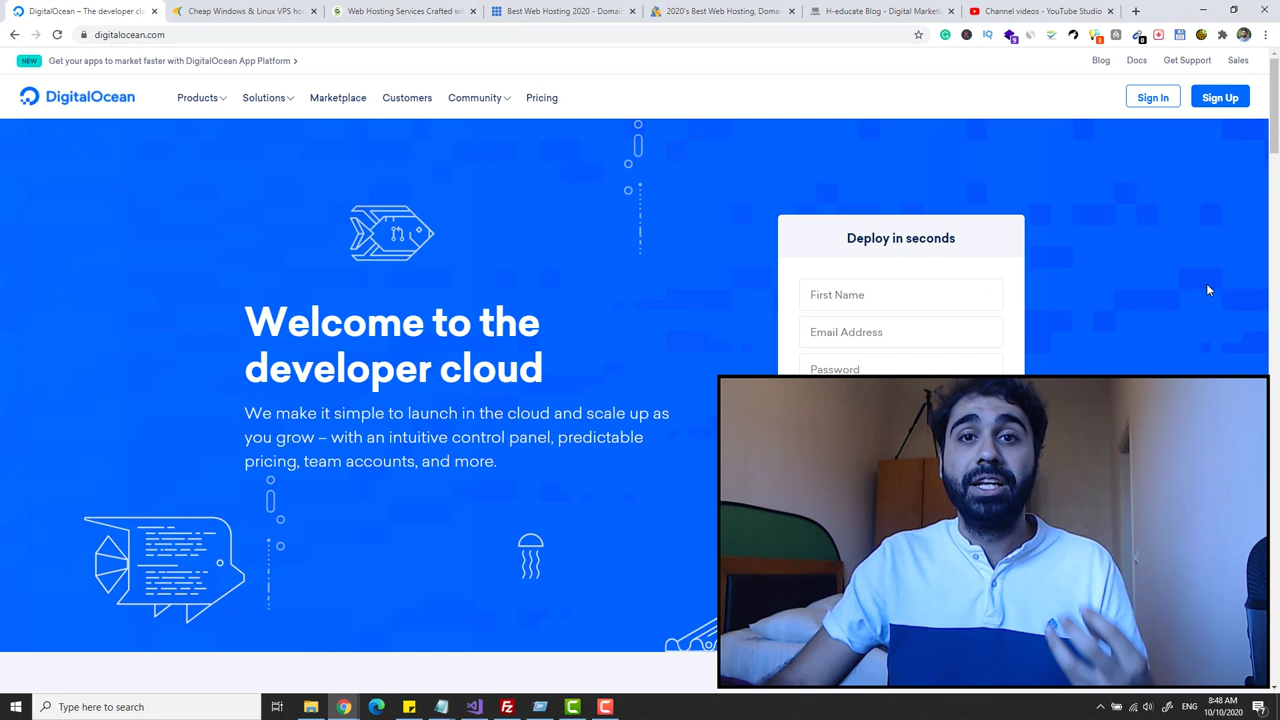 DigitalOcean – The developer clo
Cheap Windows & Linux VPS ho
Web Hosting Services Crafted wi
Best Web Hosting 2020 - Domai
2020's Best Web Hosting, Domai
H-educate Blog - Digital Market
Channel videos - YouTube Studio
digitalocean.com
NEW Get your apps to market faster with DigitalOcean App Platform
Blog Docs Get Support Sales
DigitalOcean Products Solutions Marketplace Customers Community Pricing Sign In Sign Up
Deploy in seconds
First Name
Email Address
Password
Welcome to the
developer cloud
We make it simple to launch in the cloud and scale up as
you grow – with an intuitive control panel, predictable
pricing, team accounts, and more.
Type here to search
ENG
8:48 AM
10/10/2020